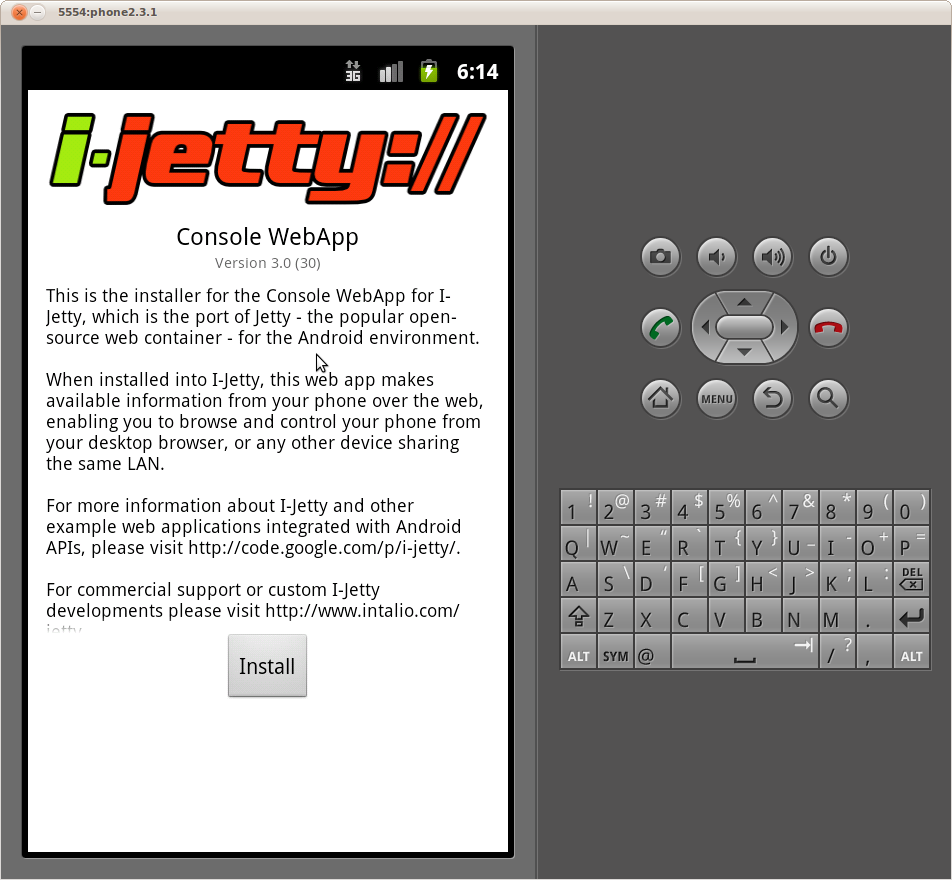 5554:phone2.3.1
3G 6:14
i-jetty://
Console WebApp
Version 3.0 (30)
This is the installer for the Console WebApp for I-
Jetty, which is the port of Jetty - the popular open-
source web container - for the Android environment.
When installed into I-Jetty, this web app makes
available information from your phone over the web,
enabling you to browse and control your phone from
your desktop browser, or any other device sharing
the same LAN.
For more information about I-Jetty and other
example web applications integrated with Android
APIs, please visit http://code.google.com/p/i-jetty/.
For commercial support or custom I-Jetty
developments please visit http://www.intalio.com/
jetty
Install
MENU
1 ! 2 @ 3 # 4 $ 5 % 6 ^ 7 & 8 * 9 ( 0 )
Q | W ~ E “ R ` T { Y } U _ I - O + P =
A S \ D ‘ F [ G ] H < J > K ; L : DEL
Z X C V B N M .
ALT SYM @ / ? , ALT